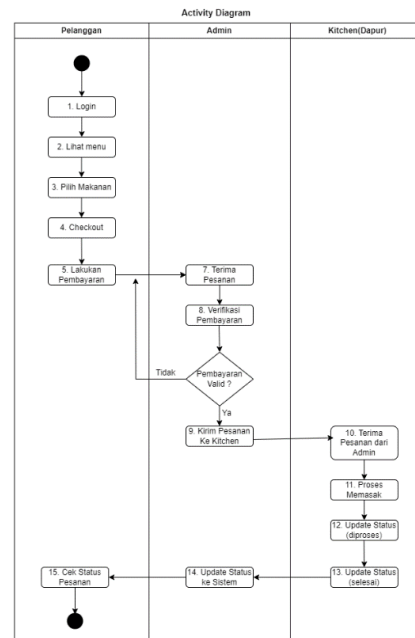 Activity Diagram
Pelanggan
Admin
Kitchen(Dapur)
1. Login
2. Lihat menu
3. Pilih Makanan
4. Checkout
5. Lakukan
Pembayaran
7. Terima
Pesanan
8. Verifikasi
Pembayaran
Tidak
Pembayaran
Valid ?
Ya
9. Kirim Pesanan
Ke Kitchen
10. Terima
Pesanan dari
Admin
11. Proses
Memasak
12. Update Status
(diproses)
13. Update Status
(selesai)
14. Update Status
ke Sistem
15. Cek Status
Pesanan